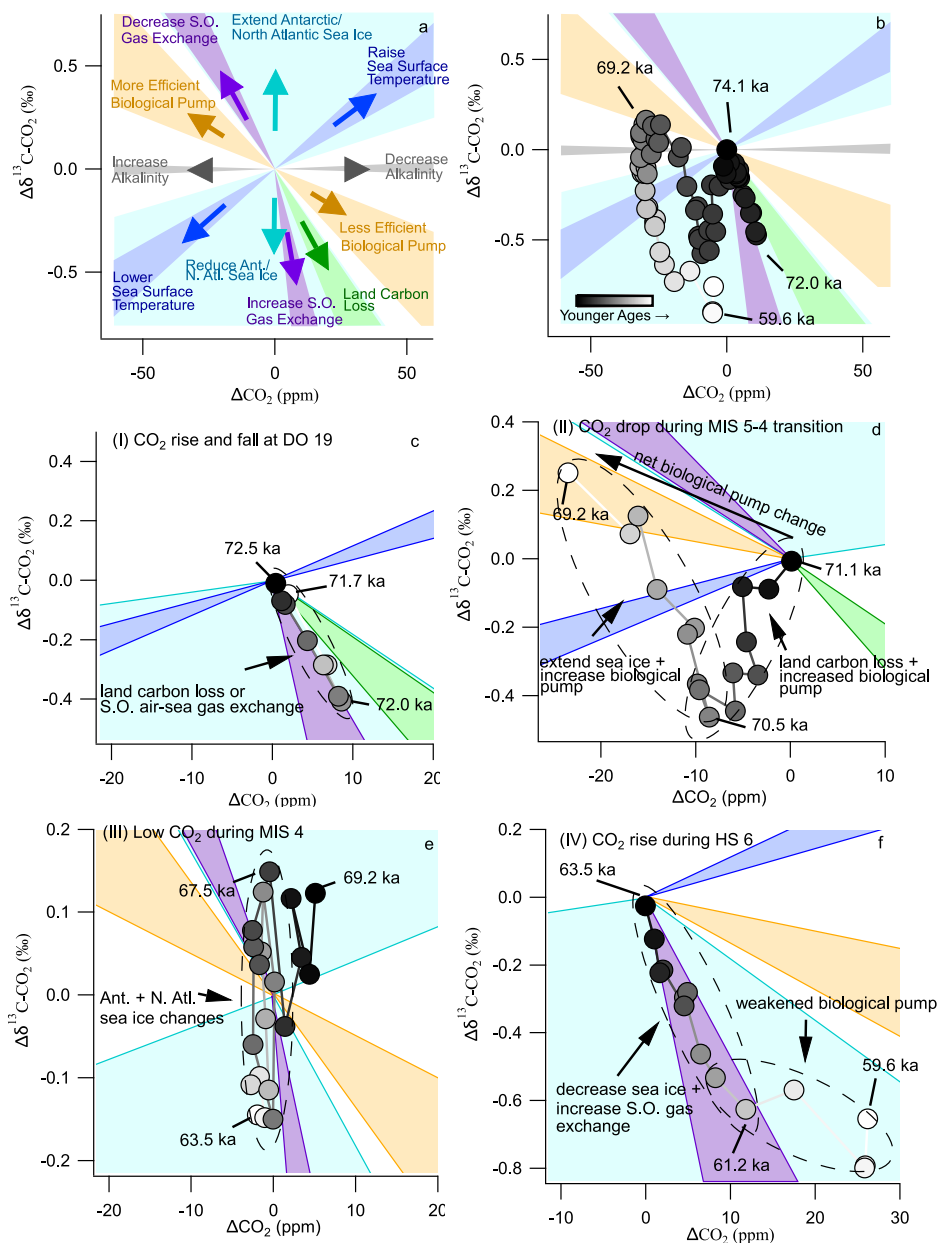 a
Decrease S.O.
Gas Exchange
Extend Antarctic/
North Atlantic Sea Ice
Raise
Sea Surface
Temperature
More Efficient
Biological Pump
Increase
Alkalinity
Decrease
Alkalinity
Less Efficient
Biological Pump
Lower
Sea Surface
Temperature
Reduce Ant./
N. Atl. Sea Ice
Increase S.O.
Gas Exchange
Land Carbon
Loss
0.5
0.0
-0.5
Δδ¹³C-CO₂ (‰)
-50
0
50
ΔCO₂ (ppm)
b
69.2 ka
74.1 ka
72.0 ka
59.6 ka
Younger Ages →
0.5
0.0
-0.5
Δδ¹³C-CO₂ (‰)
-50
0
50
ΔCO₂ (ppm)
(I) CO₂ rise and fall at DO 19
c
72.5 ka
71.7 ka
72.0 ka
land carbon loss or
S.O. air-sea gas exchange
0.4
0.2
0.0
-0.2
-0.4
Δδ¹³C-CO₂ (‰)
-20
-10
0
10
20
ΔCO₂ (ppm)
(II) CO₂ drop during MIS 5-4 transition
d
net biological pump change
69.2 ka
71.1 ka
extend sea ice +
increase biological
pump
land carbon loss +
increased biological
pump
70.5 ka
0.4
0.2
0.0
-0.2
-0.4
Δδ¹³C-CO₂ (‰)
-20
-10
0
10
ΔCO₂ (ppm)
(III) Low CO₂ during MIS 4
e
67.5 ka
69.2 ka
Ant. + N. Atl.
sea ice changes
63.5 ka
0.2
0.1
0.0
-0.1
-0.2
Δδ¹³C-CO₂ (‰)
-20
-10
0
10
20
ΔCO₂ (ppm)
(IV) CO₂ rise during HS 6
f
63.5 ka
weakened biological pump
59.6 ka
decrease sea ice +
increase S.O. gas
exchange
61.2 ka
0.2
0.0
-0.2
-0.4
-0.6
-0.8
Δδ¹³C-CO₂ (‰)
-10
0
10
20
30
ΔCO₂ (ppm)